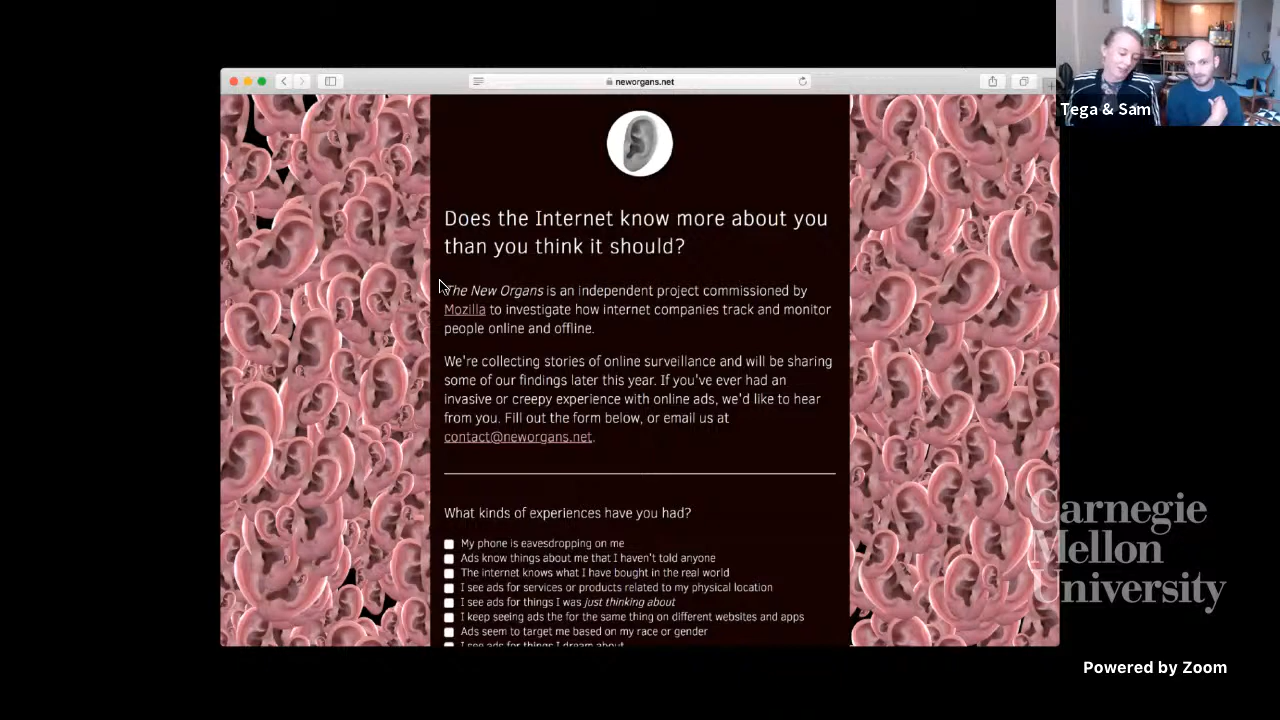 neworgans.net
Tega & Sam
Does the Internet know more about you
than you think it should?
The New Organs is an independent project commissioned by
Mozilla to investigate how internet companies track and monitor
people online and offline.
We're collecting stories of online surveillance and will be sharing
some of our findings later this year. If you've ever had an
invasive or creepy experience with online ads, we'd like to hear
from you. Fill out the form below, or email us at
contact@neworgans.net.
What kinds of experiences have you had?
My phone is eavesdropping on me
Ads know things about me that I haven't told anyone
The internet knows what I have bought in the real world
I see ads for services or products related to my physical location
I see ads for things I was just thinking about
I keep seeing ads the for the same thing on different websites and apps
Ads seem to target me based on my race or gender
I see ads for things I dream about
Carnegie
Mellon
University
Powered by Zoom